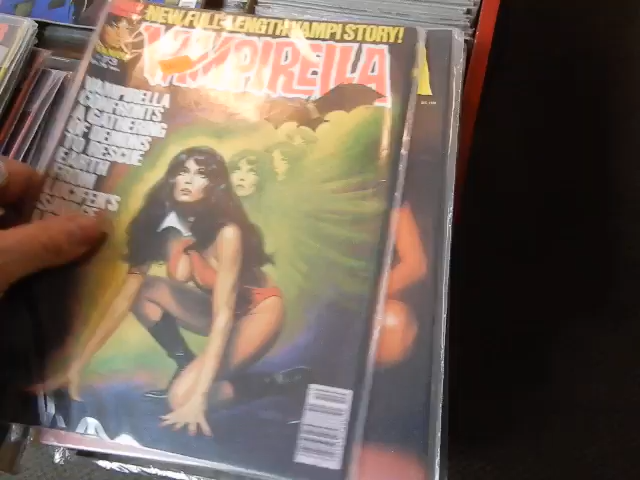 NEW FULL-LENGTH VAMPI STORY!
VAMPIRELLA
VAMPIRELLA
CONFRONTS
A GATHERING
OF DEMONS
TO RESCUE
EARTH
FROM
LUCIFER'S